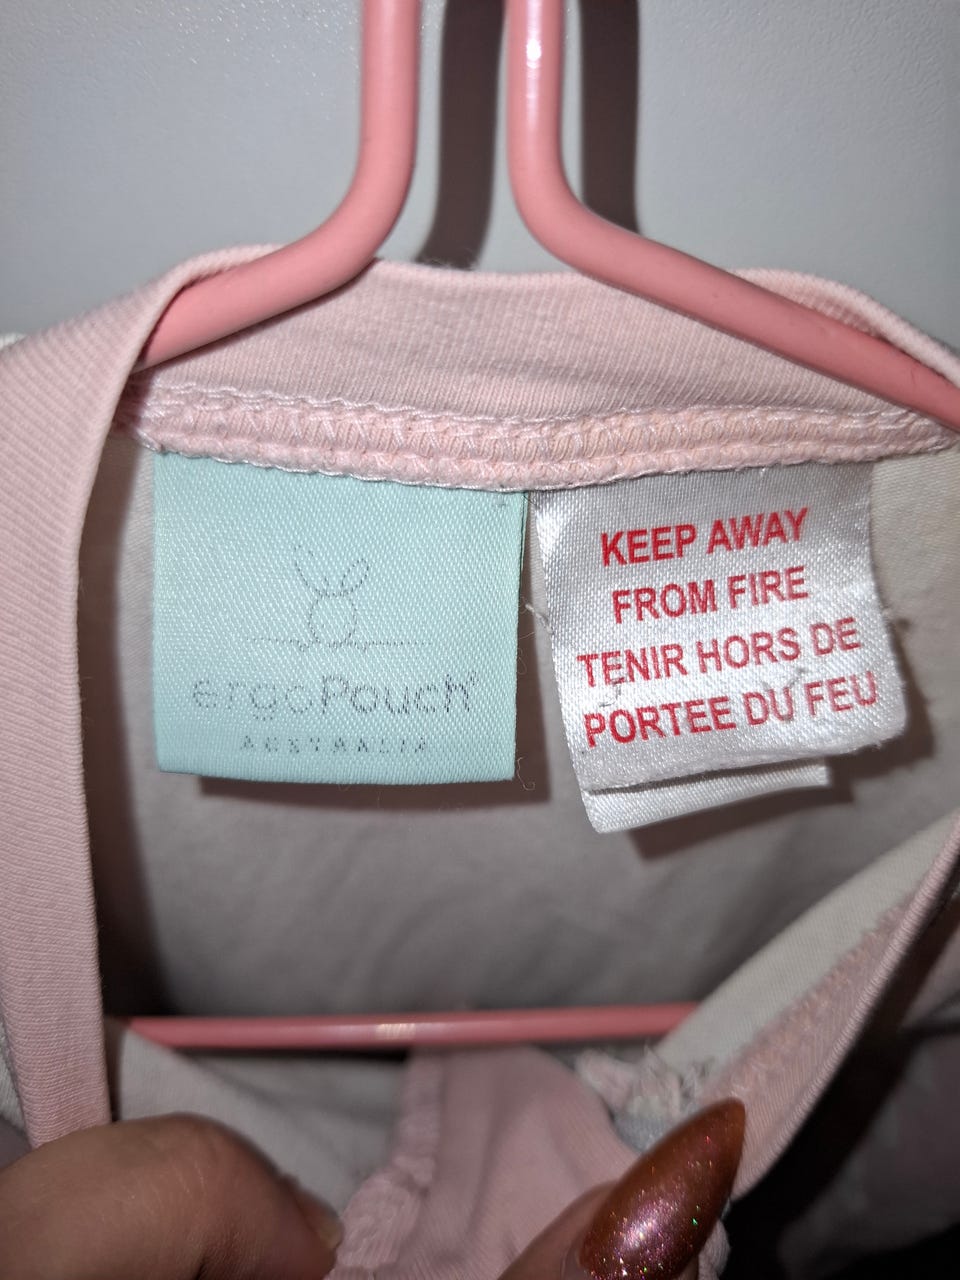 ergoPouch
AUSTRALIA
KEEP AWAY
FROM FIRE
TENIR HORS DE
PORTEE DU FEU